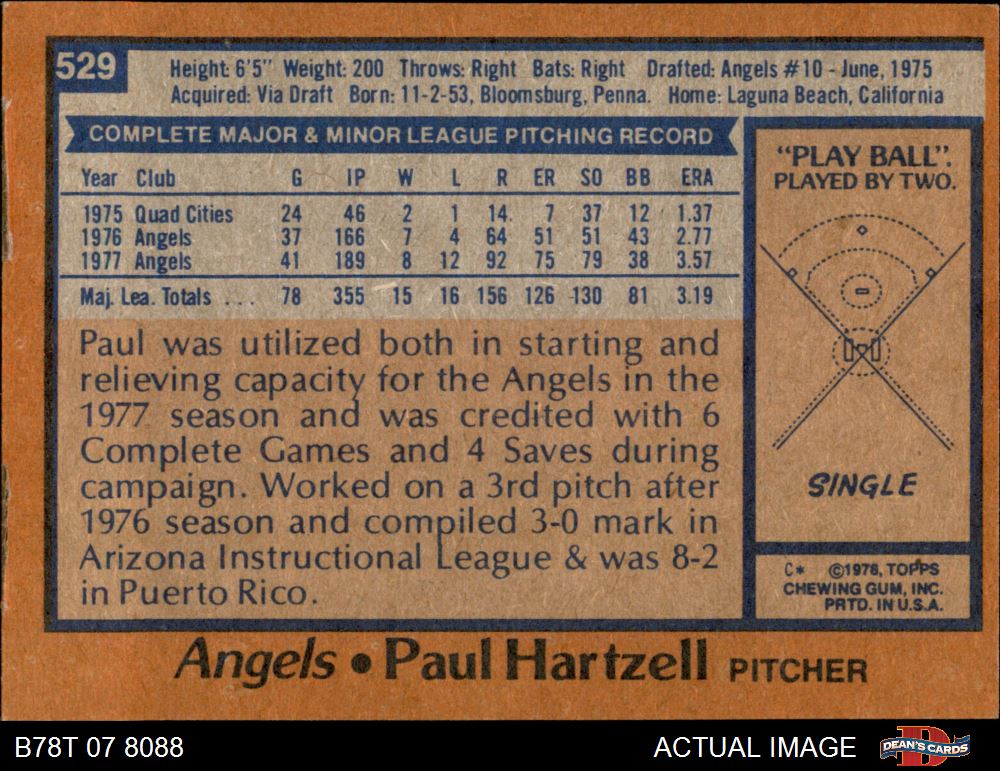 529
Height: 6'5" Weight: 200 Throws: Right Bats: Right Drafted: Angels #10 - June, 1975
Acquired: Via Draft Born: 11-2-53, Bloomsburg, Penna. Home: Laguna Beach, California
COMPLETE MAJOR & MINOR LEAGUE PITCHING RECORD
Year Club G IP W L R ER SO BB ERA
1975 Quad Cities 24 46 2 1 14 7 37 12 1.37
1976 Angels 37 166 7 4 64 51 51 43 2.77
1977 Angels 41 189 8 12 92 75 79 38 3.57
Maj. Lea. Totals ... 78 355 15 16 156 126 130 81 3.19
Paul was utilized both in starting and
relieving capacity for the Angels in the
1977 season and was credited with 6
Complete Games and 4 Saves during
campaign. Worked on a 3rd pitch after
1976 season and compiled 3-0 mark in
Arizona Instructional League & was 8-2
in Puerto Rico.
"PLAY BALL".
PLAYED BY TWO.
SINGLE
C* ©1978, TOPPS
CHEWING GUM, INC.
PRTD. IN U.S.A.
Angels • Paul Hartzell PITCHER
B78T 07 8088
ACTUAL IMAGE
DEAN'S CARDS